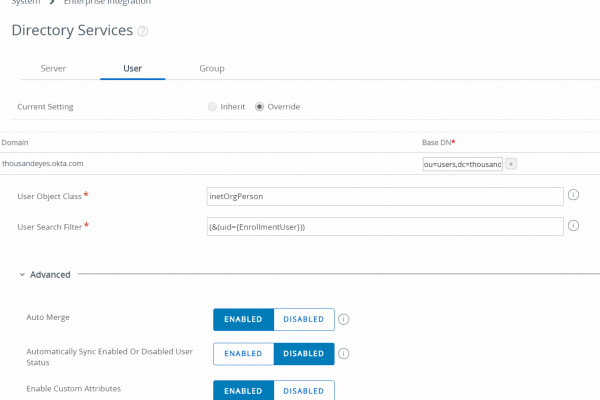 System > Enterprise Integration
Directory Services
Server User Group
Current Setting Inherit Override
Domain Base DN*
thousandeyes.okta.com ou=users,dc=thousand +
User Object Class * inetOrgPerson
User Search Filter * (&(uid={EnrollmentUser}))
Advanced
Auto Merge ENABLED DISABLED
Automatically Sync Enabled Or Disabled User
Status
ENABLED DISABLED
Enable Custom Attributes ENABLED DISABLED